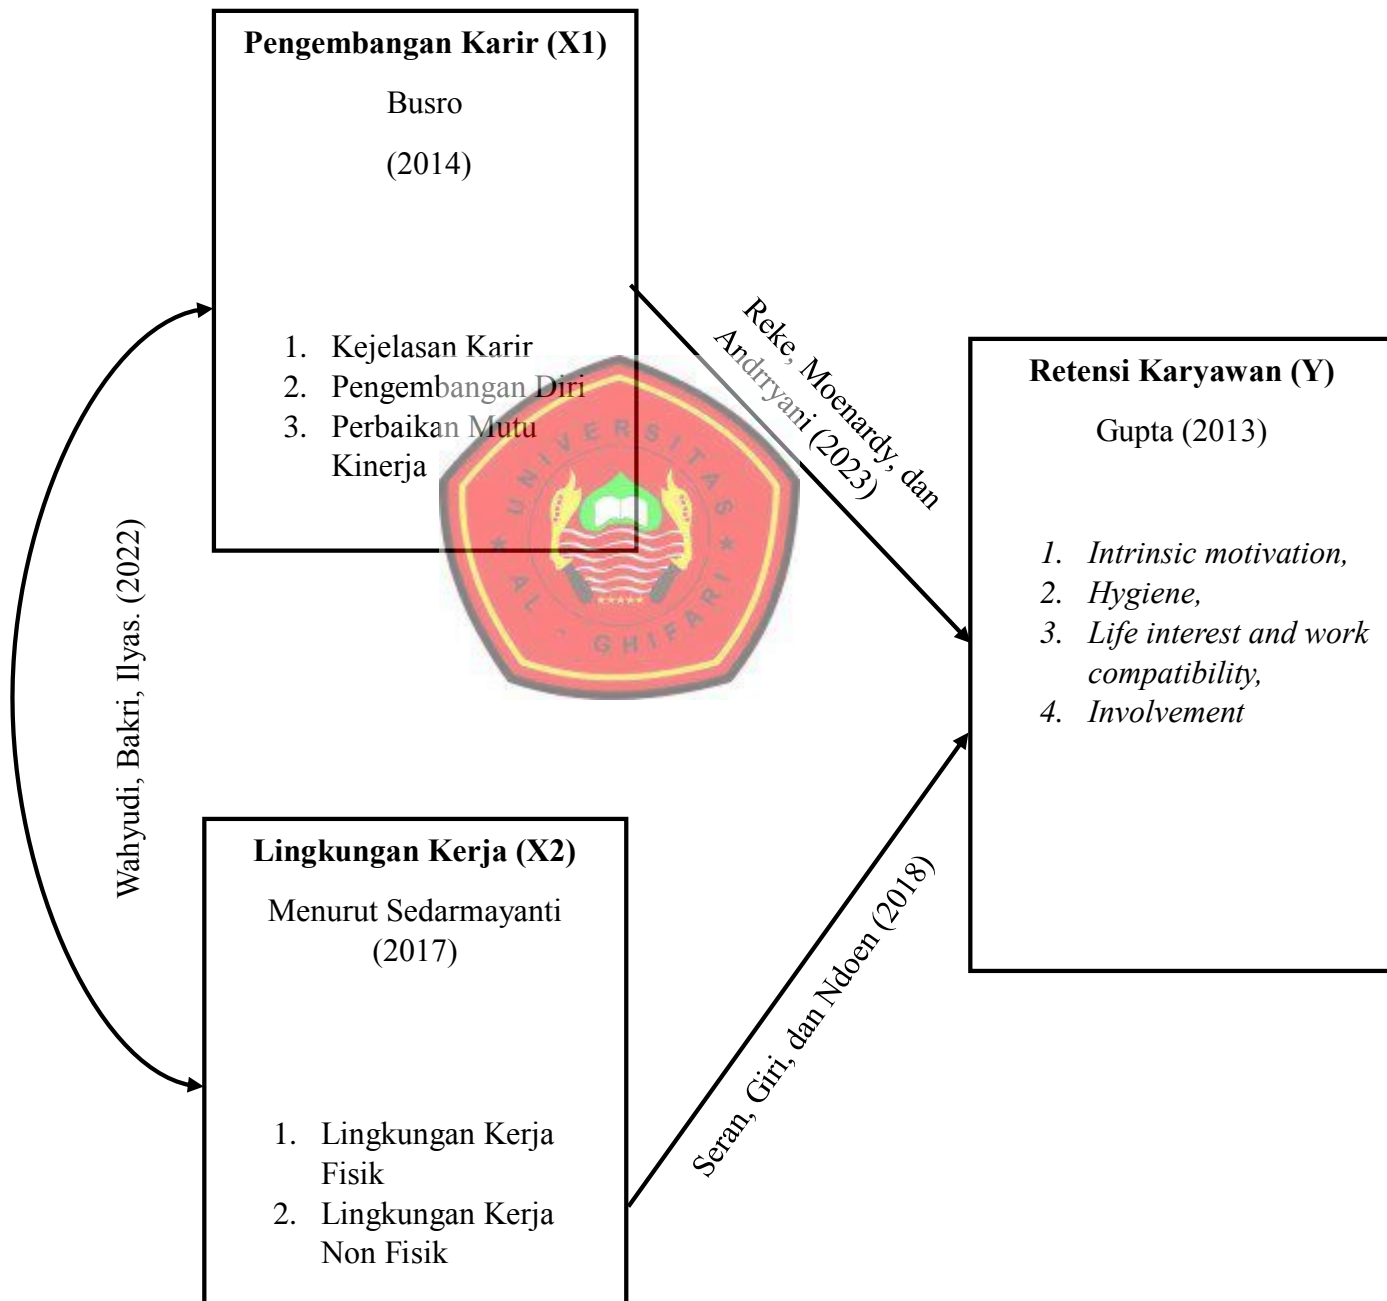 Pengembangan Karir (X1)
Busro
(2014)
1. Kejelasan Karir
2. Pengembangan Diri
3. Perbaikan Mutu
Kinerja
Wahyudi, Bakri, Ilyas. (2022)
Reke, Moenardy, dan
Andrryani (2023)
Retensi Karyawan (Y)
Gupta (2013)
1. Intrinsic motivation,
2. Hygiene,
3. Life interest and work
compatibility,
4. Involvement
UNIVERSITAS
AL - GHIFARI
Lingkungan Kerja (X2)
Menurut Sedarmayanti
(2017)
1. Lingkungan Kerja
Fisik
2. Lingkungan Kerja
Non Fisik
Seran, Giri, dan Ndoen (2018)